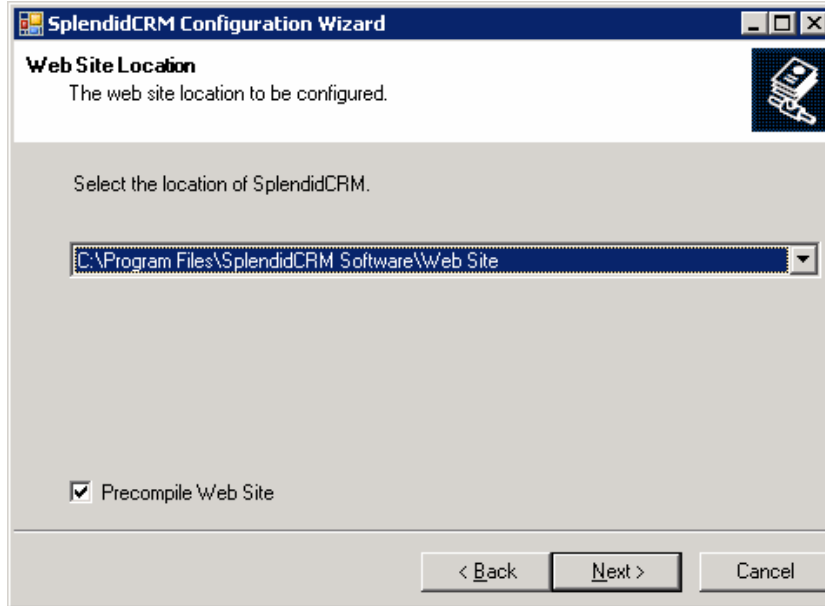 SplendidCRM Configuration Wizard
Web Site Location
The web site location to be configured.
Select the location of SplendidCRM.
C:\Program Files\SplendidCRM Software\Web Site
Precompile Web Site
< Back Next > Cancel